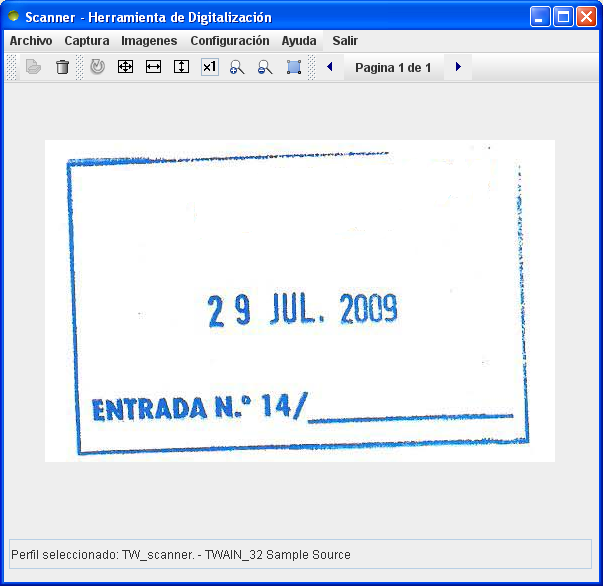 Scanner - Herramienta de Digitalización
Archivo Captura Imagenes Configuración Ayuda Salir
x1 Pagina 1 de 1
29 JUL. 2009
ENTRADA N.º 14/
Perfil seleccionado: TW_scanner. - TWAIN_32 Sample Source